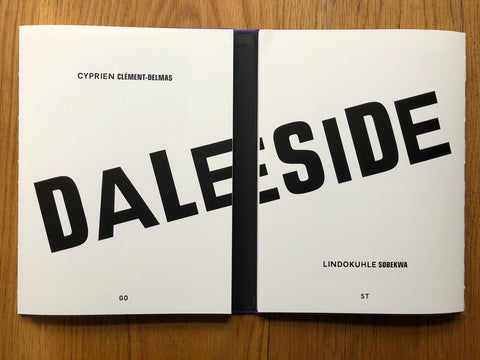 CYPRIEN CLÉMENT-DELMAS
DALESIDE
LINDOKUHLE SOBEKWA
GO ST